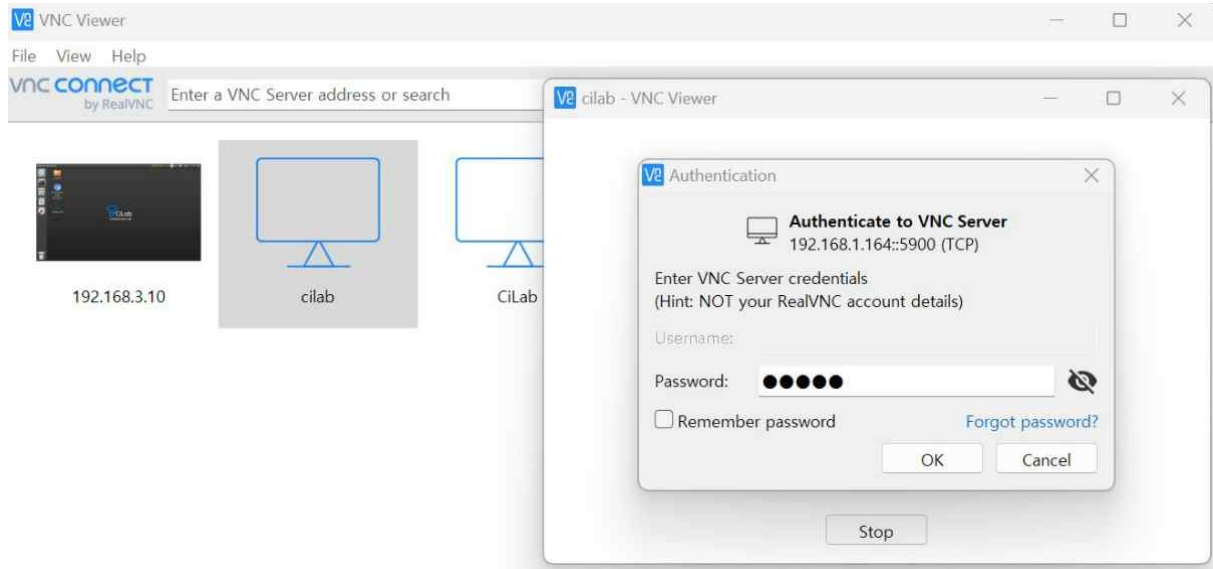 VNC Viewer
File View Help
vnc connect
by RealVNC
Enter a VNC Server address or search
192.168.3.10
cilab
CiLab
cilab - VNC Viewer
Authentication
Authenticate to VNC Server
192.168.1.164::5900 (TCP)
Enter VNC Server credentials
(Hint: NOT your RealVNC account details)
Username:
Password: ●●●●●
Remember password Forgot password?
OK Cancel
Stop